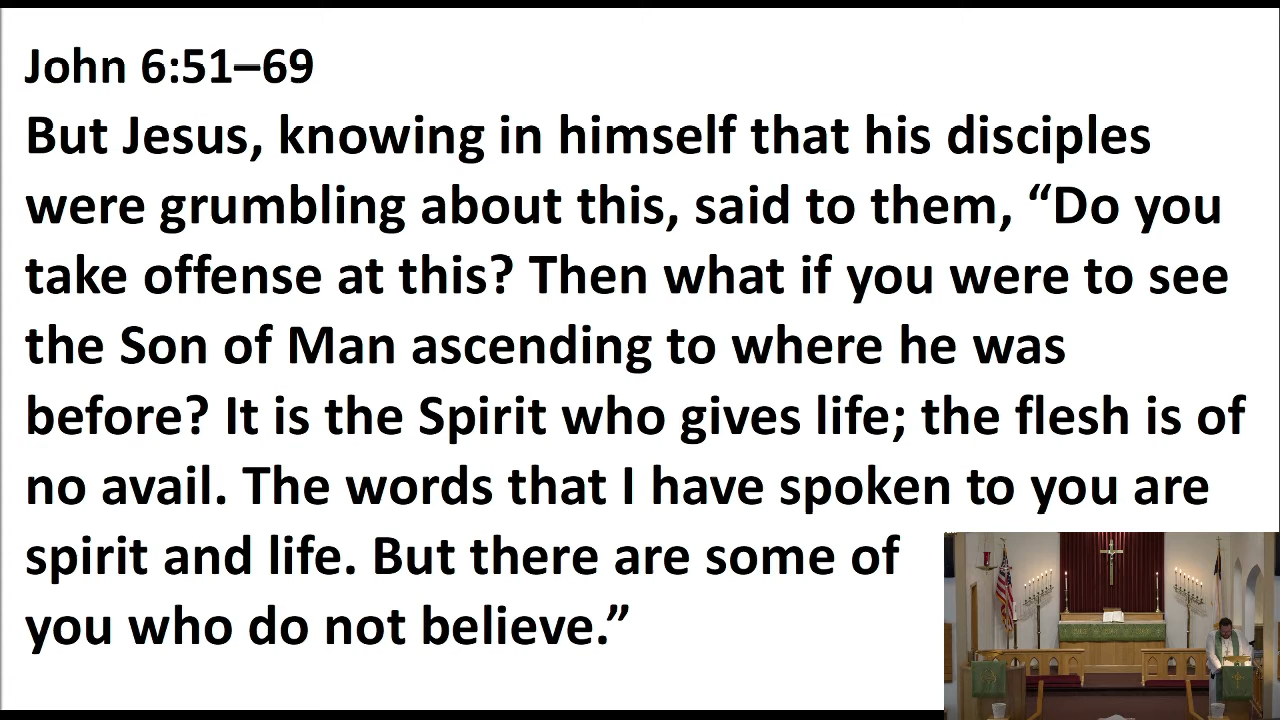 John 6:51–69
But Jesus, knowing in himself that his disciples
were grumbling about this, said to them, “Do you
take offense at this? Then what if you were to see
the Son of Man ascending to where he was
before? It is the Spirit who gives life; the flesh is of
no avail. The words that I have spoken to you are
spirit and life. But there are some of
you who do not believe.”